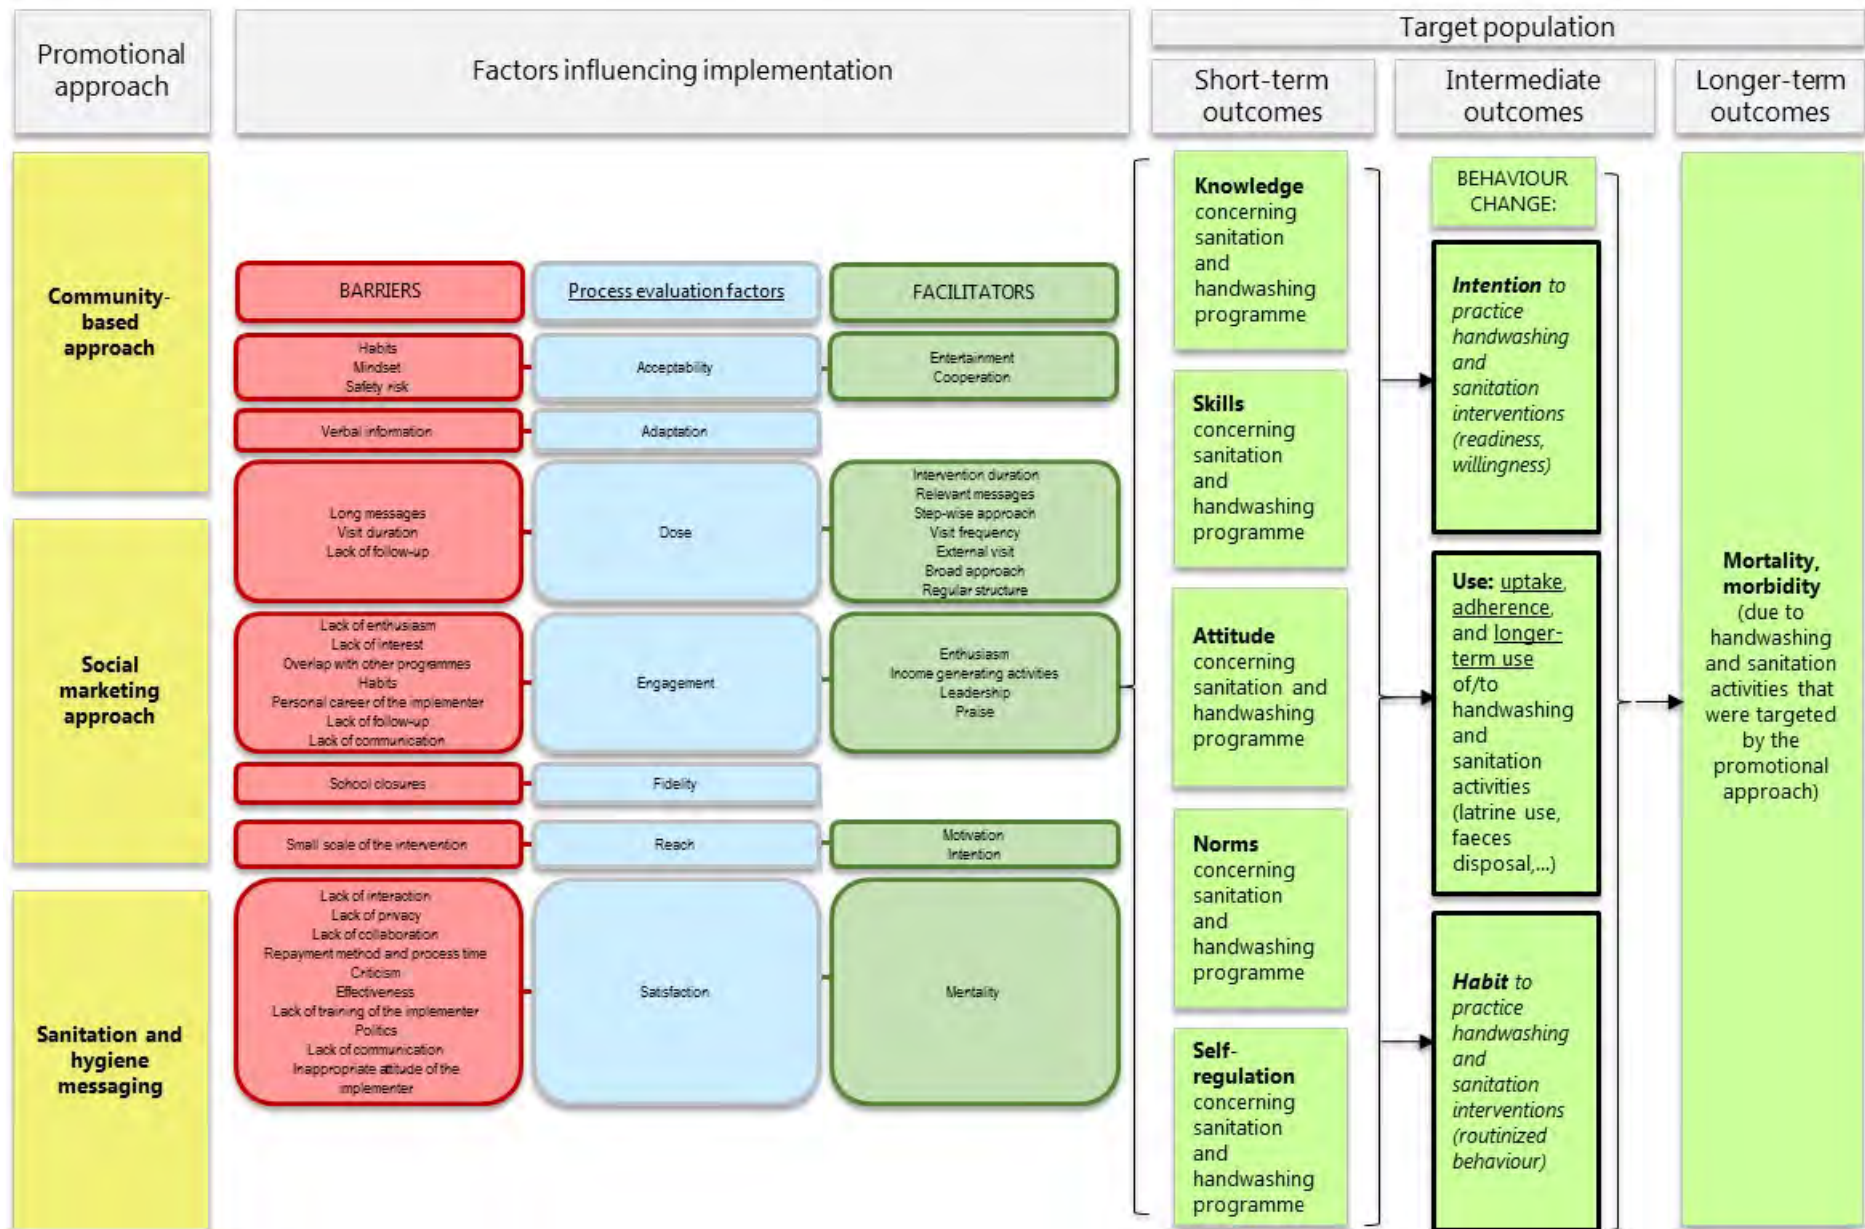 Promotional
approach
Factors influencing implementation
Target population
Short-term
outcomes
Intermediate
outcomes
Longer-term
outcomes
Community-
based
approach
Social
marketing
approach
Sanitation and
hygiene
messaging
BARRIERS
Process evaluation factors
FACILITATORS
Habits
Mindset
Safety risk
Acceptability
Entertainment
Cooperation
Verbal information
Adaptation
Long messages
Visit duration
Lack of follow-up
Dose
Intervention duration
Relevant messages
Step-wise approach
Visit frequency
External visit
Broad approach
Regular structure
Lack of enthusiasm
Lack of interest
Overlap with other programmes
Habits
Personal career of the implementer
Lack of follow-up
Lack of communication
Engagement
Enthusiasm
Income generating activities
Leadership
Praise
School closures
Fidelity
Small scale of the intervention
Reach
Motivation
Intention
Lack of interaction
Lack of privacy
Lack of collaboration
Repayment method and process time
Criticism
Effectiveness
Lack of training of the implementer
Politics
Lack of communication
Inappropriate attitude of the
implementer
Satisfaction
Mentality
Knowledge
concerning
sanitation
and
handwashing
programme
Skills
concerning
sanitation
and
handwashing
programme
Attitude
concerning
sanitation and
handwashing
programme
Norms
concerning
sanitation
and
handwashing
programme
Self-
regulation
concerning
sanitation
and
handwashing
programme
BEHAVIOUR
CHANGE:
Intention to
practice
handwashing
and
sanitation
interventions
(readiness,
willingness)
Use: uptake,
adherence,
and longer-
term use
of/to
handwashing
and
sanitation
activities
(latrine use,
faeces
disposal,...)
Habit to
practice
handwashing
and
sanitation
interventions
(routinized
behaviour)
Mortality,
morbidity
(due to
handwashing
and sanitation
activities that
were targeted
by the
promotional
approach)